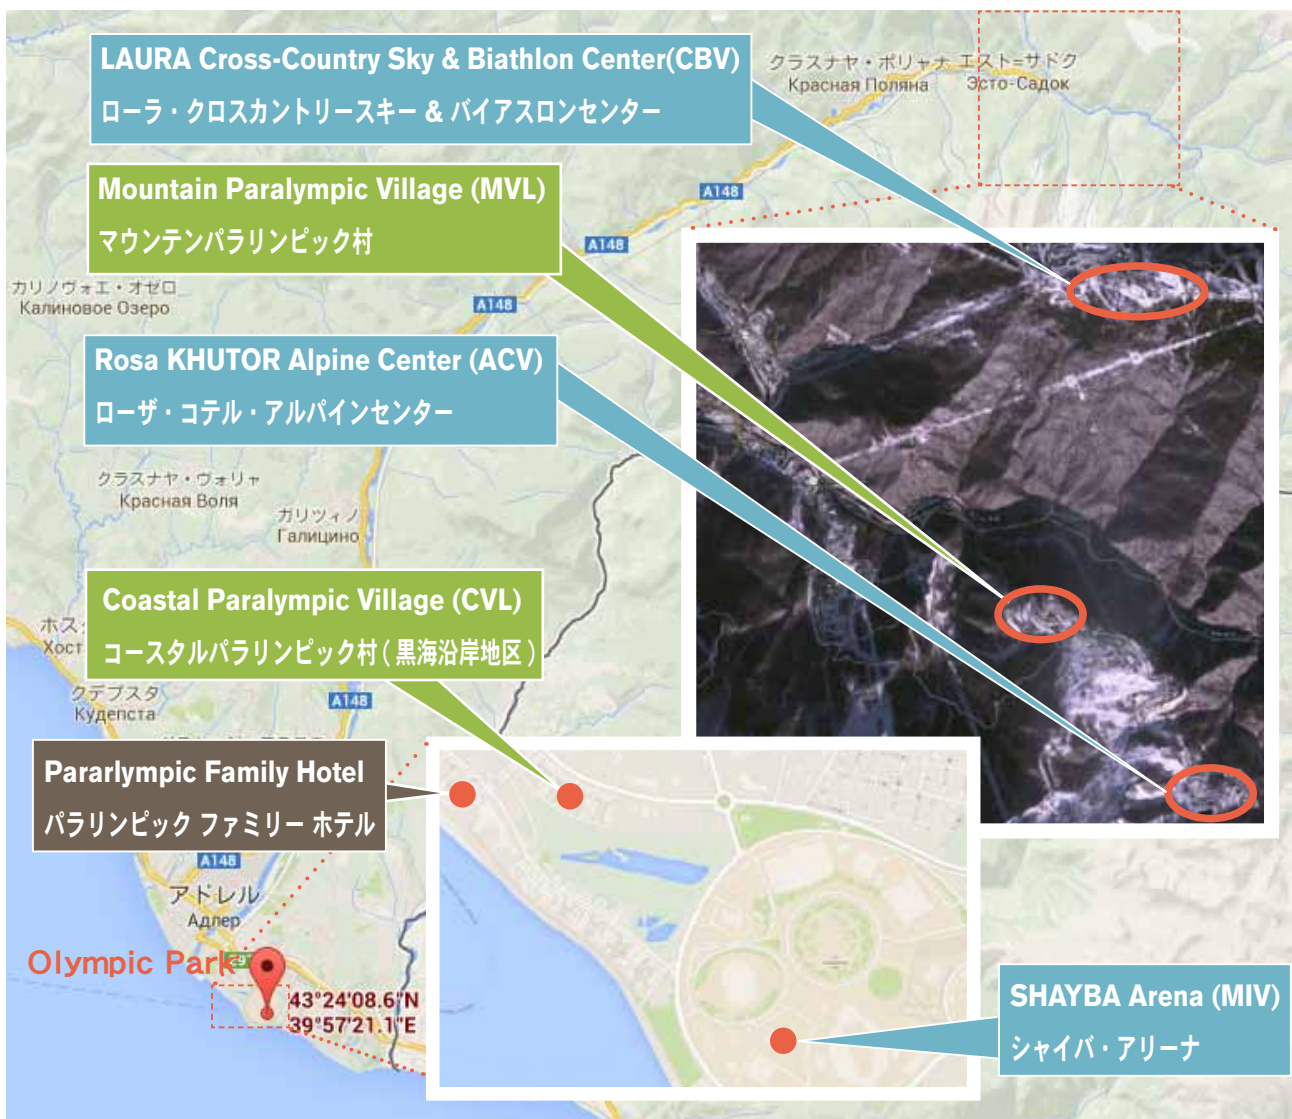 LAURA Cross-Country Sky & Biathlon Center(CBV)
ローラ・クロスカントリースキー & バイアスロンセンター
クラスナヤ・ポリャナ
Красная Поляна
エスト=サドク
Эсто-Садок
A148
Mountain Paralympic Village (MVL)
マウンテンパラリンピック村
A148
カリノヴォエ・オゼロ
Калиновое Озеро
A148
Rosa KHUTOR Alpine Center (ACV)
ローザ・コテル・アルパインセンター
クラスナヤ・ヴォリャ
Красная Воля
ガリツィノ
Галицино
Coastal Paralympic Village (CVL)
コースタルパラリンピック村 ( 黒海沿岸地区 )
ホス
Хост
クデプスタ
Кудепста
A148
Pararlympic Family Hotel
パラリンピック ファミリー ホテル
A148
アドレル
Адлер
Olympic Park
43°24'08.6"N
39°57'21.1"E
SHAYBA Arena (MIV)
シャイバ・アリーナ